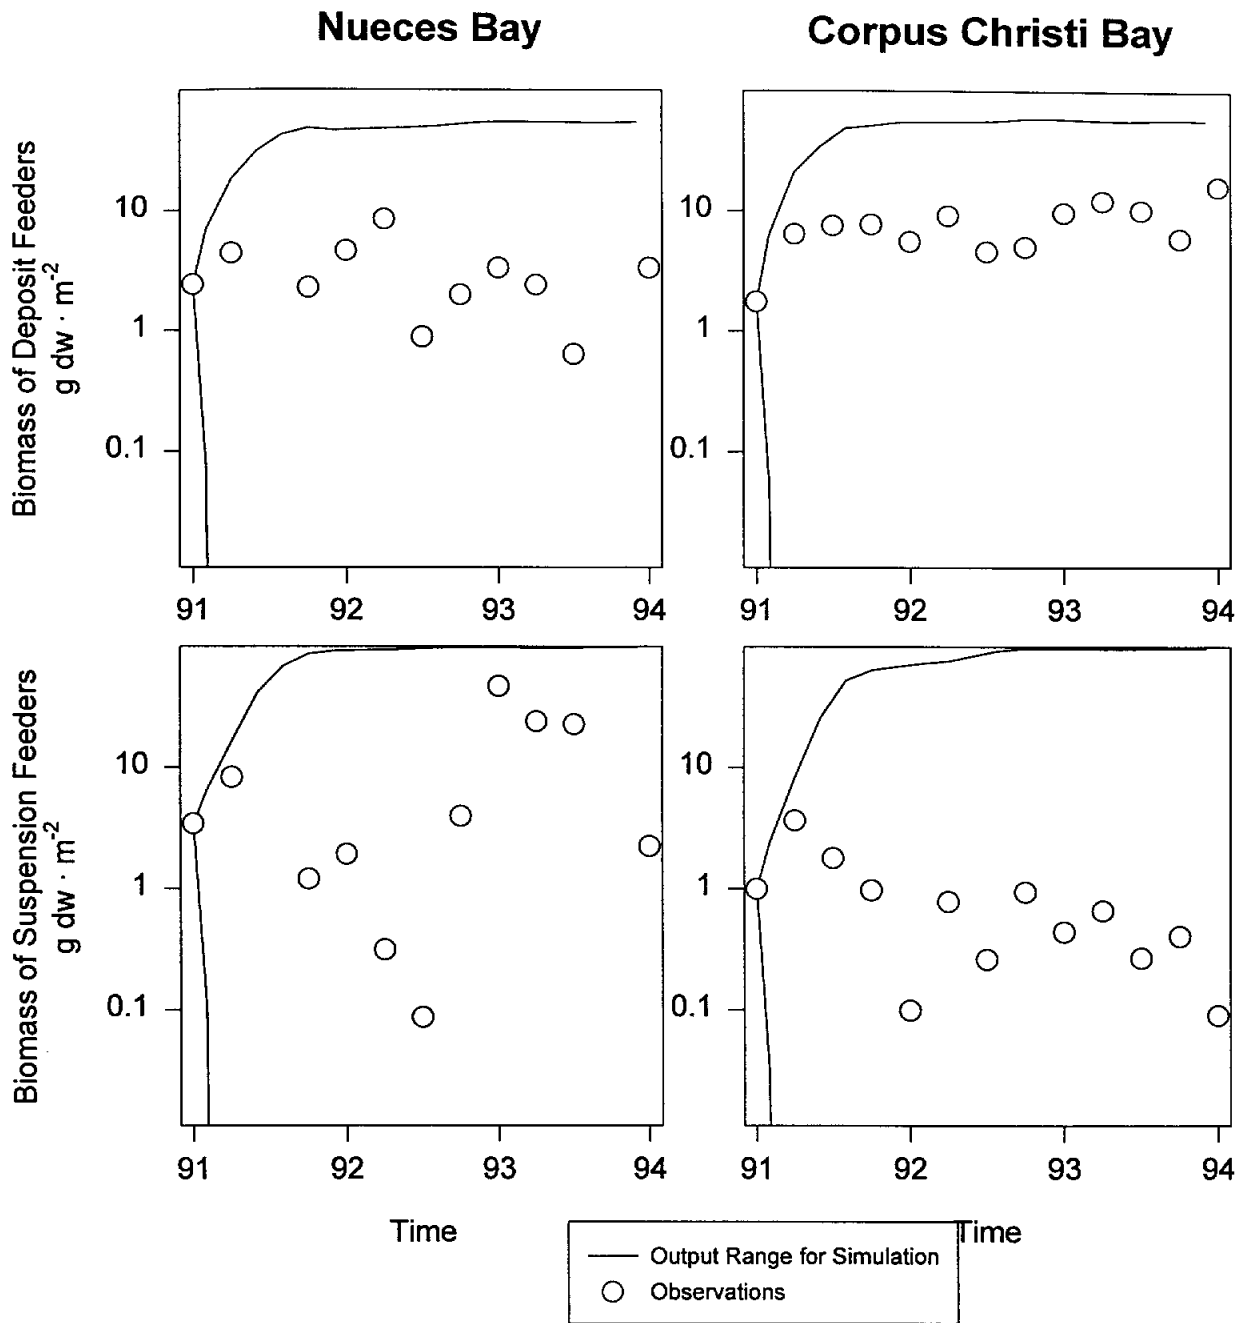 Nueces Bay
Corpus Christi Bay
Biomass of Deposit Feeders
g dw · m-2
10
1
0.1
91 92 93 94
10
1
0.1
91 92 93 94
Biomass of Suspension Feeders
g dw · m-2
10
1
0.1
91 92 93 94
Time
10
1
0.1
91 92 93 94
Time
Output Range for Simulation
Observations